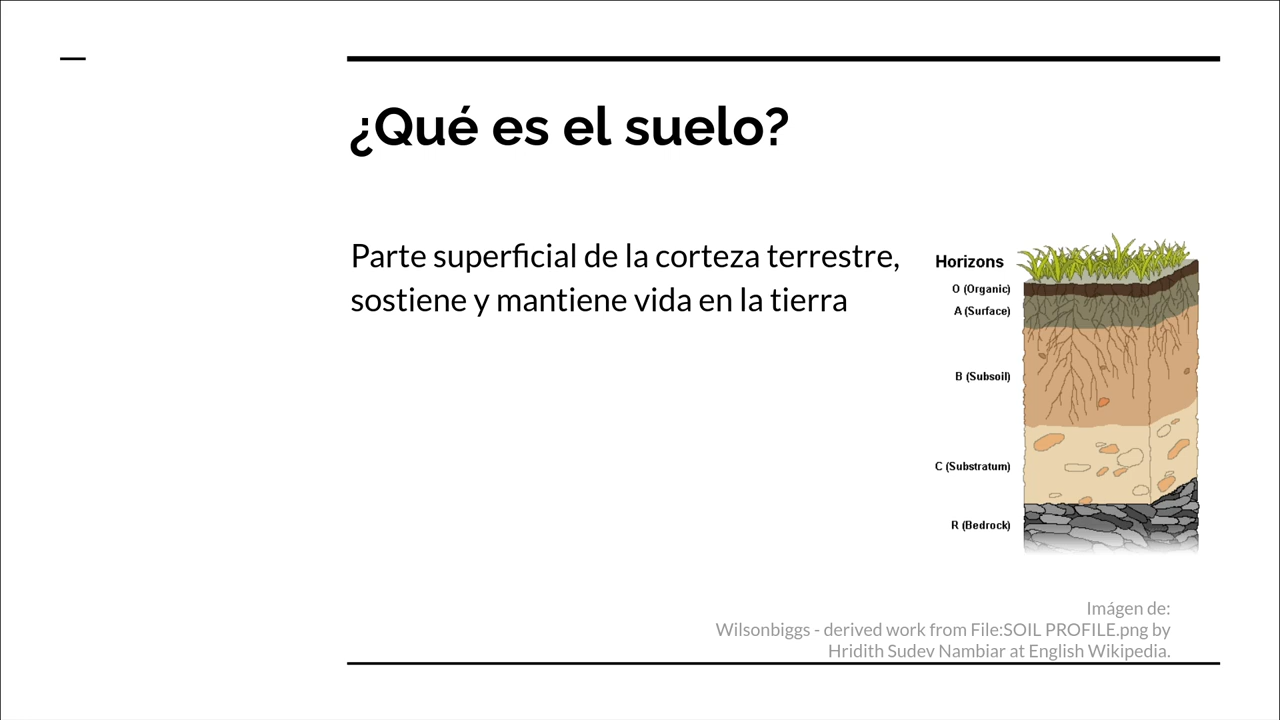 ¿Qué es el suelo?
Parte superficial de la corteza terrestre,
sostiene y mantiene vida en la tierra
Horizons
O (Organic)
A (Surface)
B (Subsoil)
C (Substratum)
R (Bedrock)
Imágen de:
Wilsonbiggs - derived work from File:SOIL PROFILE.png by
Hridith Sudev Nambiar at English Wikipedia.